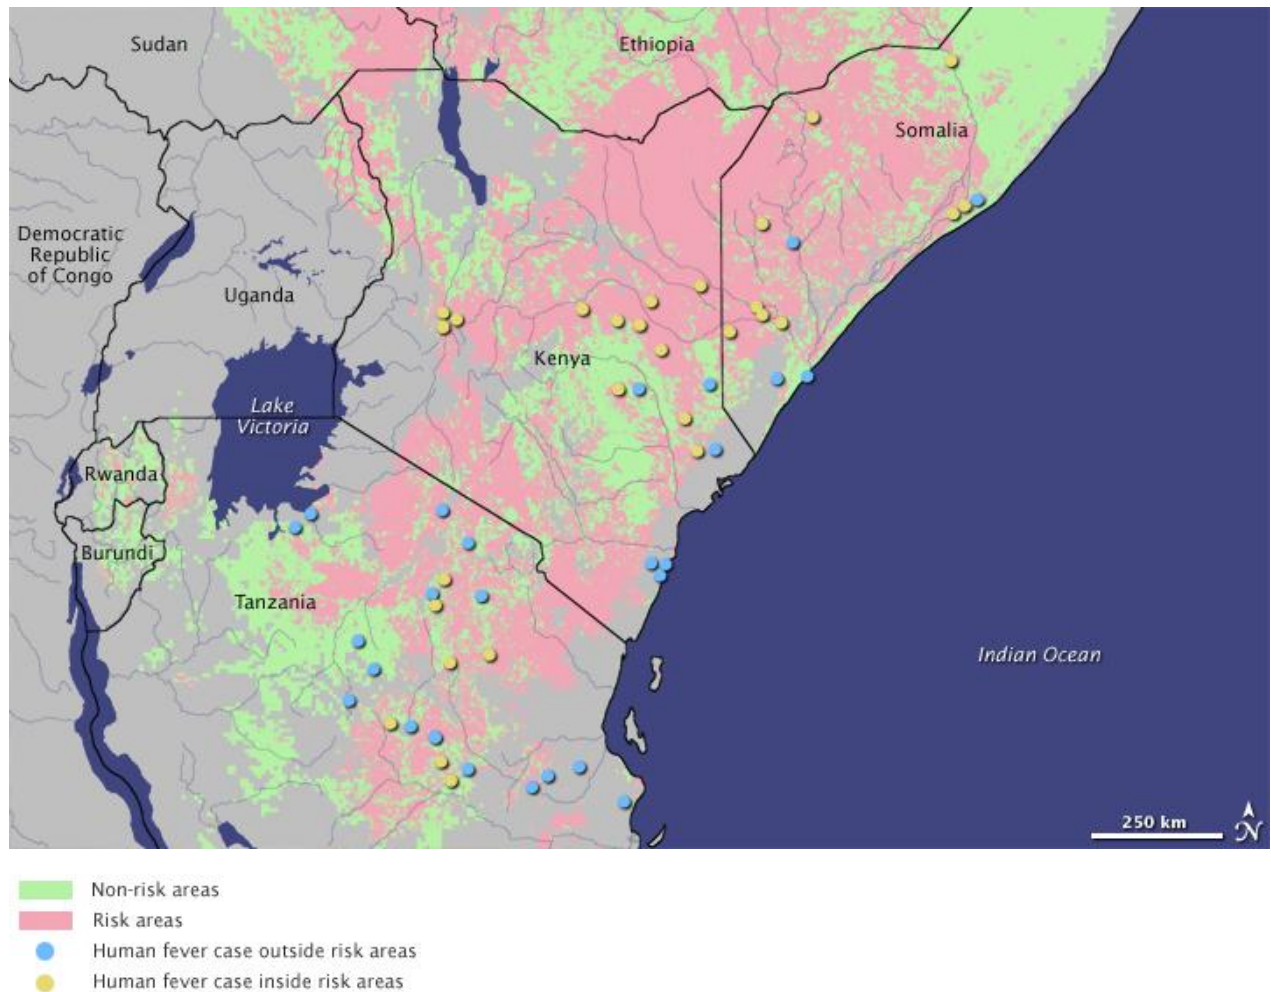 Sudan
Ethiopia
Somalia
Democratic
Republic
of Congo
Uganda
Kenya
Lake
Victoria
Rwanda
Burundi
Tanzania
Indian Ocean
250 km
N
Non-risk areas
Risk areas
Human fever case outside risk areas
Human fever case inside risk areas